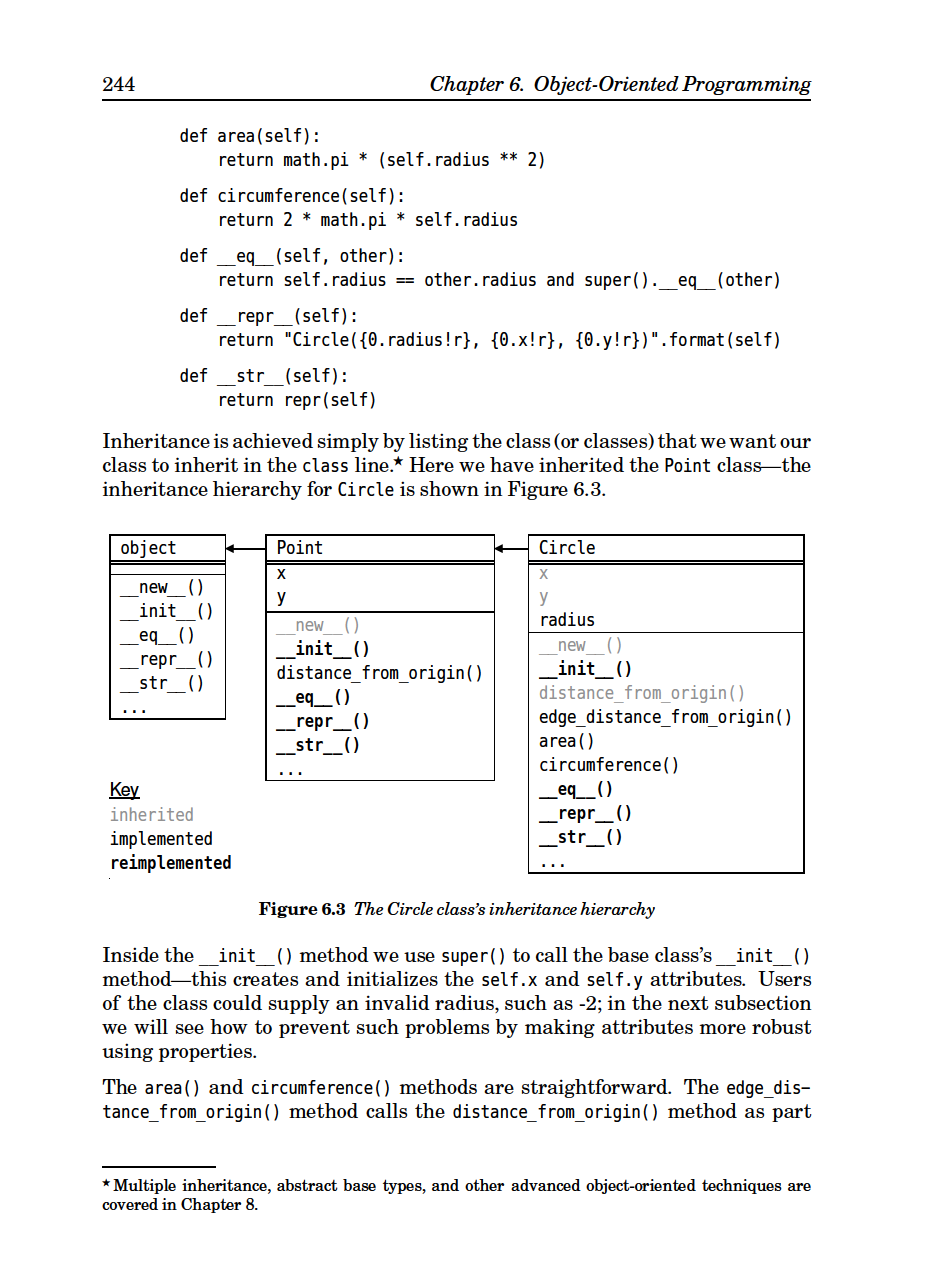 244
Chapter 6. Object-Oriented Programming
def area(self):
return math.pi * (self.radius ** 2)
def circumference(self):
return 2 * math.pi * self.radius
def __eq__(self, other):
return self.radius == other.radius and super().__eq__(other)
def __repr__(self):
return "Circle({0.radius!r}, {0.x!r}, {0.y!r})".format(self)
def __str__(self):
return repr(self)
Inheritance is achieved simply by listing the class (or classes) that we want our
class to inherit in the class line.★ Here we have inherited the Point class—the
inheritance hierarchy for Circle is shown in Figure 6.3.
object
__new__()
__init__()
__eq__()
__repr__()
__str__()
...
Point
x
y
__new__()
__init__()
distance_from_origin()
__eq__()
__repr__()
__str__()
...
Circle
x
y
radius
__new__()
__init__()
distance_from_origin()
edge_distance_from_origin()
area()
circumference()
__eq__()
__repr__()
__str__()
...
Key
inherited
implemented
reimplemented
Figure 6.3 The Circle class's inheritance hierarchy
Inside the __init__() method we use super() to call the base class's __init__()
method—this creates and initializes the self.x and self.y attributes. Users
of the class could supply an invalid radius, such as -2; in the next subsection
we will see how to prevent such problems by making attributes more robust
using properties.
The area() and circumference() methods are straightforward. The edge_dis-
tance_from_origin() method calls the distance_from_origin() method as part
★ Multiple inheritance, abstract base types, and other advanced object-oriented techniques are
covered in Chapter 8.